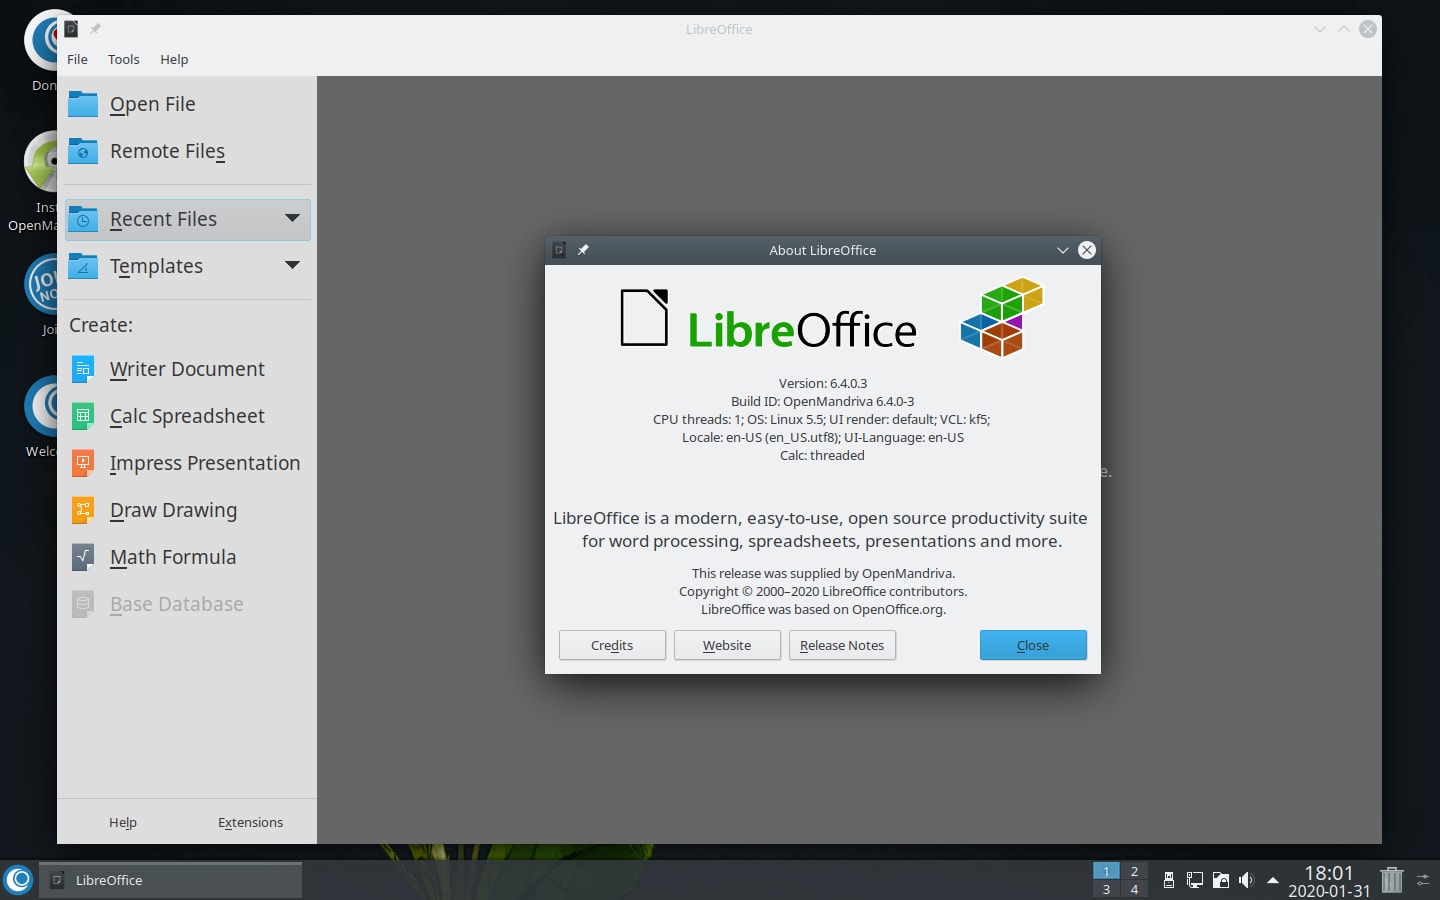 LibreOffice
File Tools Help
Open File
Remote Files
Recent Files
Templates
Create:
Writer Document
Calc Spreadsheet
Impress Presentation
Draw Drawing
Math Formula
Base Database
Help Extensions
Don
Inst
OpenMa
JOI
NO
Joi
Welc
About LibreOffice
LibreOffice
Version: 6.4.0.3
Build ID: OpenMandriva 6.4.0-3
CPU threads: 1; OS: Linux 5.5; UI render: default; VCL: kf5;
Locale: en-US (en_US.utf8); UI-Language: en-US
Calc: threaded
e.
LibreOffice is a modern, easy-to-use, open source productivity suite
for word processing, spreadsheets, presentations and more.
This release was supplied by OpenMandriva.
Copyright © 2000–2020 LibreOffice contributors.
LibreOffice was based on OpenOffice.org.
Credits Website Release Notes Close
LibreOffice
1 2
3 4
18:01
2020-01-31